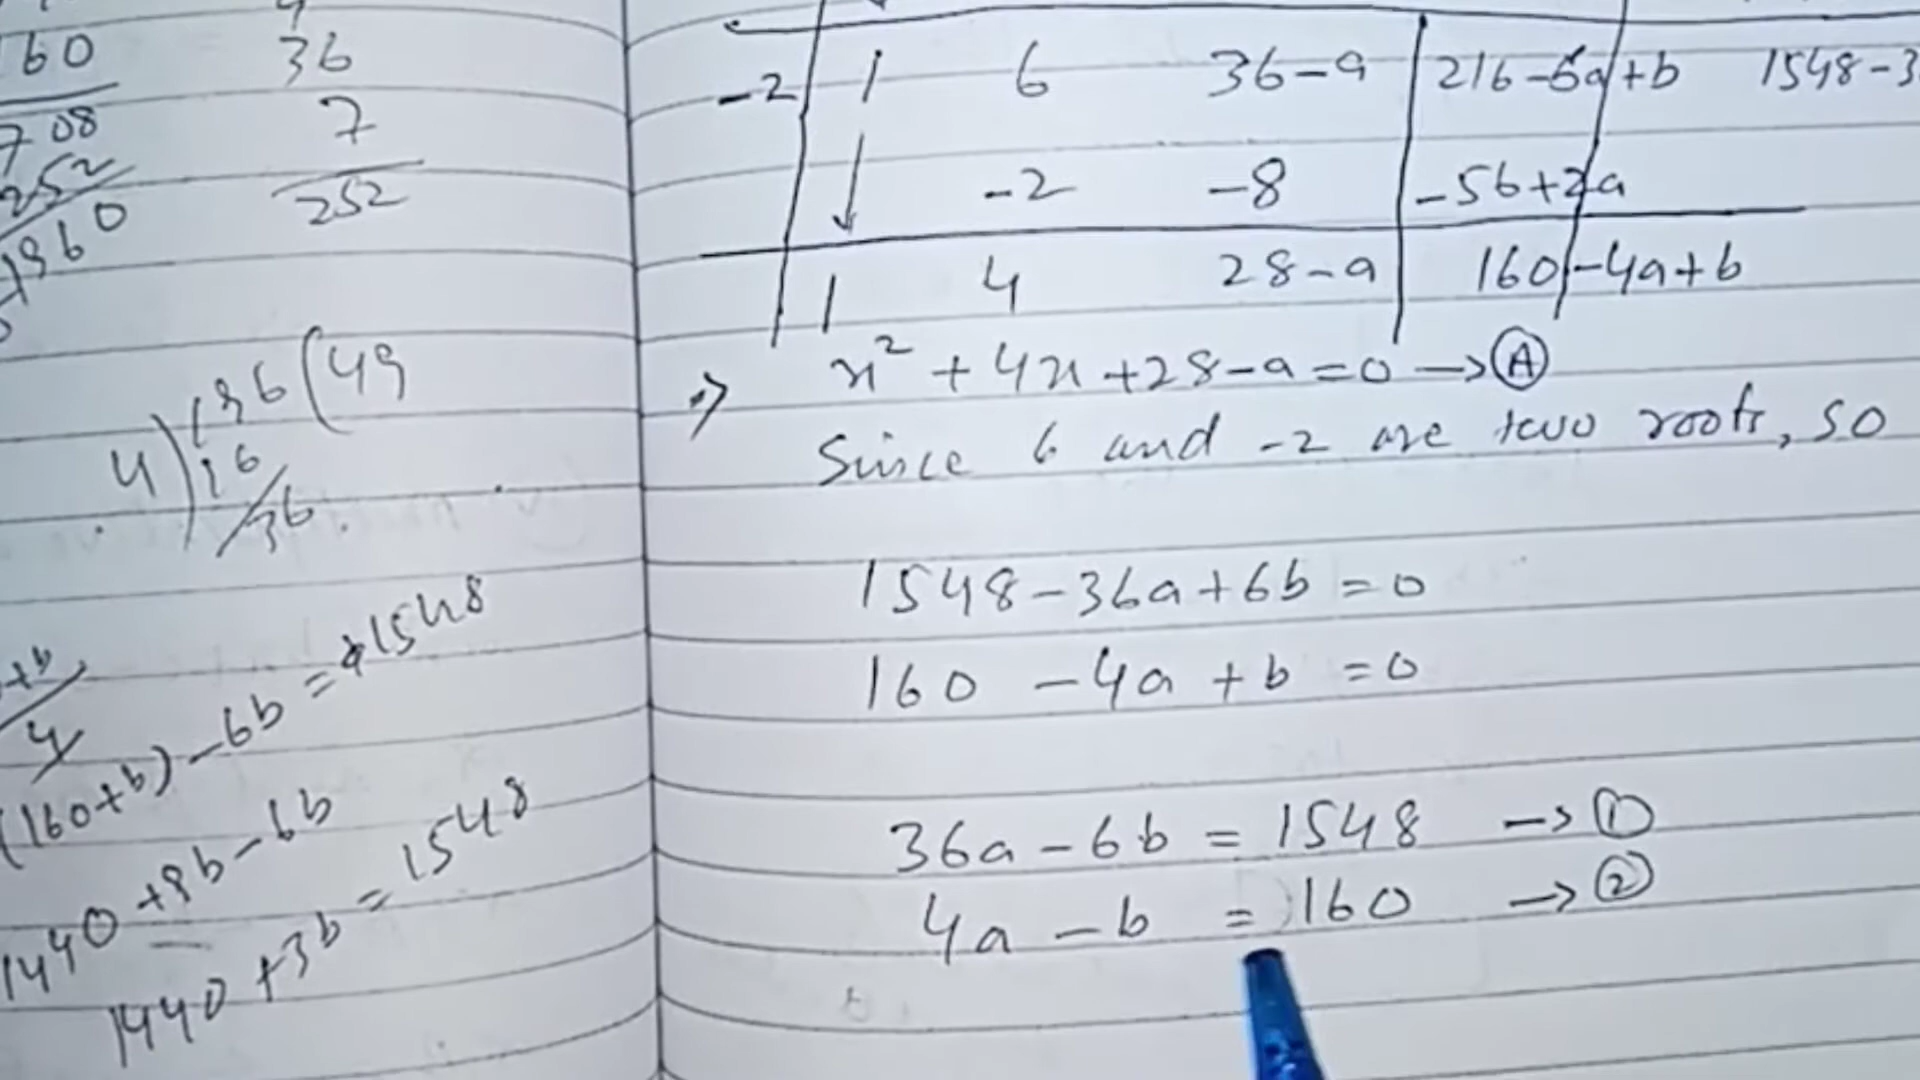 60
36
708
7
252
252
1960
4)196(49
16
/36
(160+b)-6b=1548
1440+9b-6b
1440+3b=1548
-2| 1 6 36-a 216-6a+b 1548-3
-2 -8 -56+2a
1 4 28-a 160-4a+b
⇒ x²+4x+28-a=0→Ⓐ
Since 6 and -2 are two roots, so
1548-36a+6b=0
160-4a+b=0
36a-6b=1548→①
4a-b=160→②